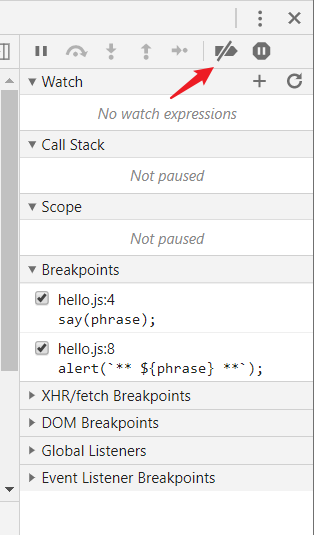 Watch
No watch expressions
Call Stack
Not paused
Scope
Not paused
Breakpoints
hello.js:4
say(phrase);
hello.js:8
alert(`** ${phrase} **`);
XHR/fetch Breakpoints
DOM Breakpoints
Global Listeners
Event Listener Breakpoints